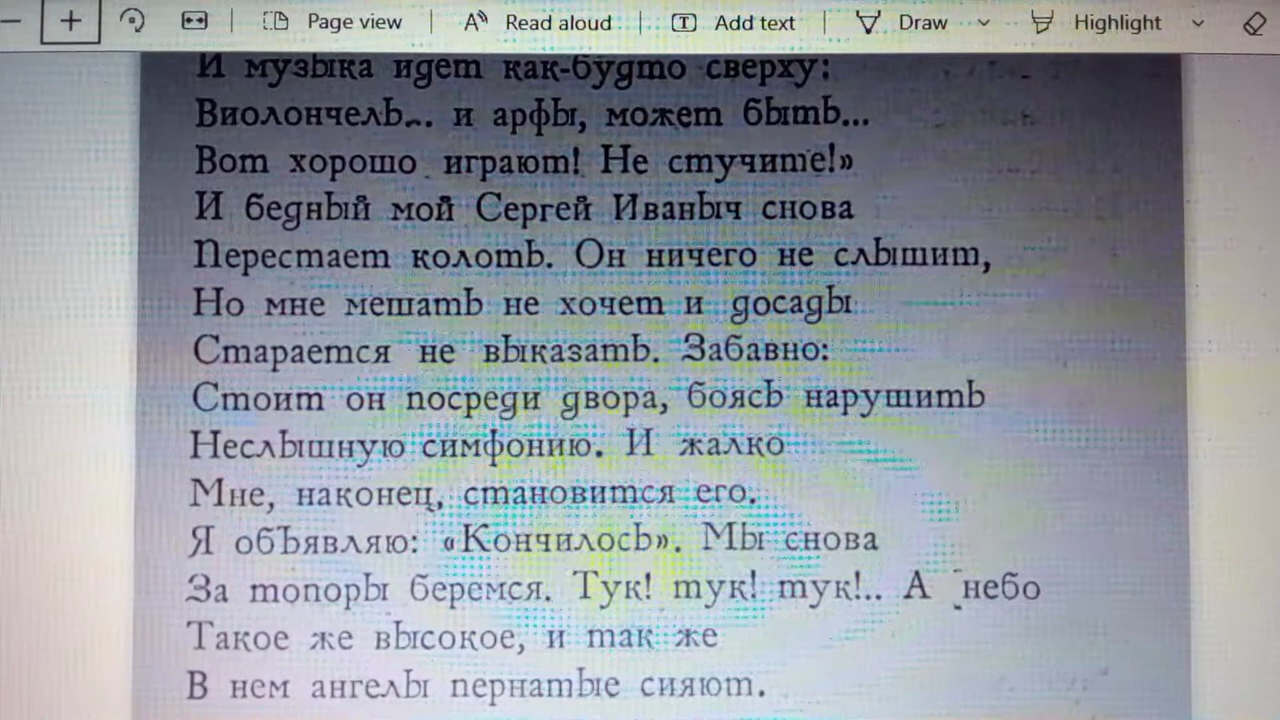 Page view Read aloud Add text Draw Highlight
И музыка идет как-будто сверху:
Виолончель... и арфы, может быть...
Вот хорошо играют! Не стучите!»
И бедный мой Сергей Иваныч снова
Перестает колоть. Он ничего не слышит,
Но мне мешать не хочет и досады
Старается не выказать. Забавно:
Стоит он посреди двора, боясь нарушить
Неслышную симфонию. И жалко
Мне, наконец, становится его.
Я объявляю: «Кончилось». Мы снова
За топоры беремся. Тук! тук! тук!.. А небо
Такое же высокое, и так же
В нем ангелы пернатые сияют.